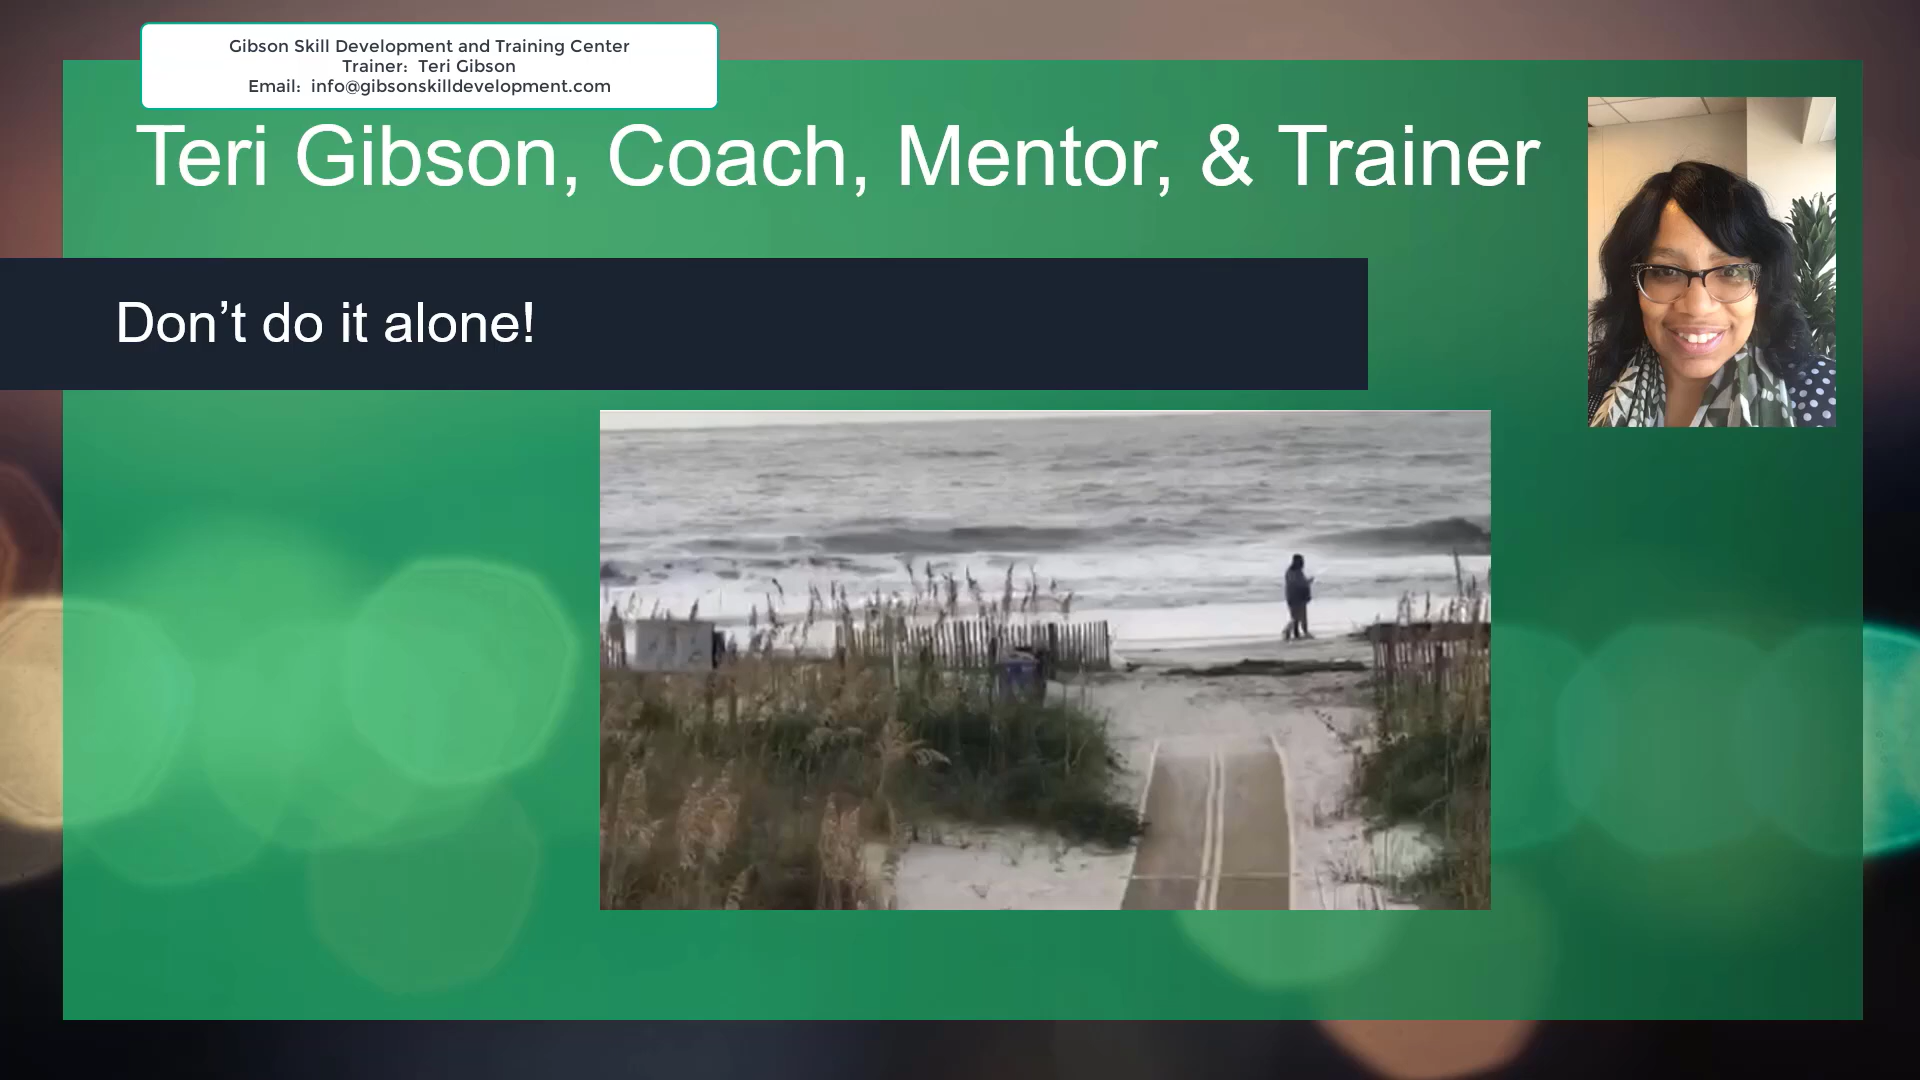 Gibson Skill Development and Training Center
Trainer:  Teri Gibson
Email:  info@gibsonskilldevelopment.com
Teri Gibson, Coach, Mentor, & Trainer
Don’t do it alone!